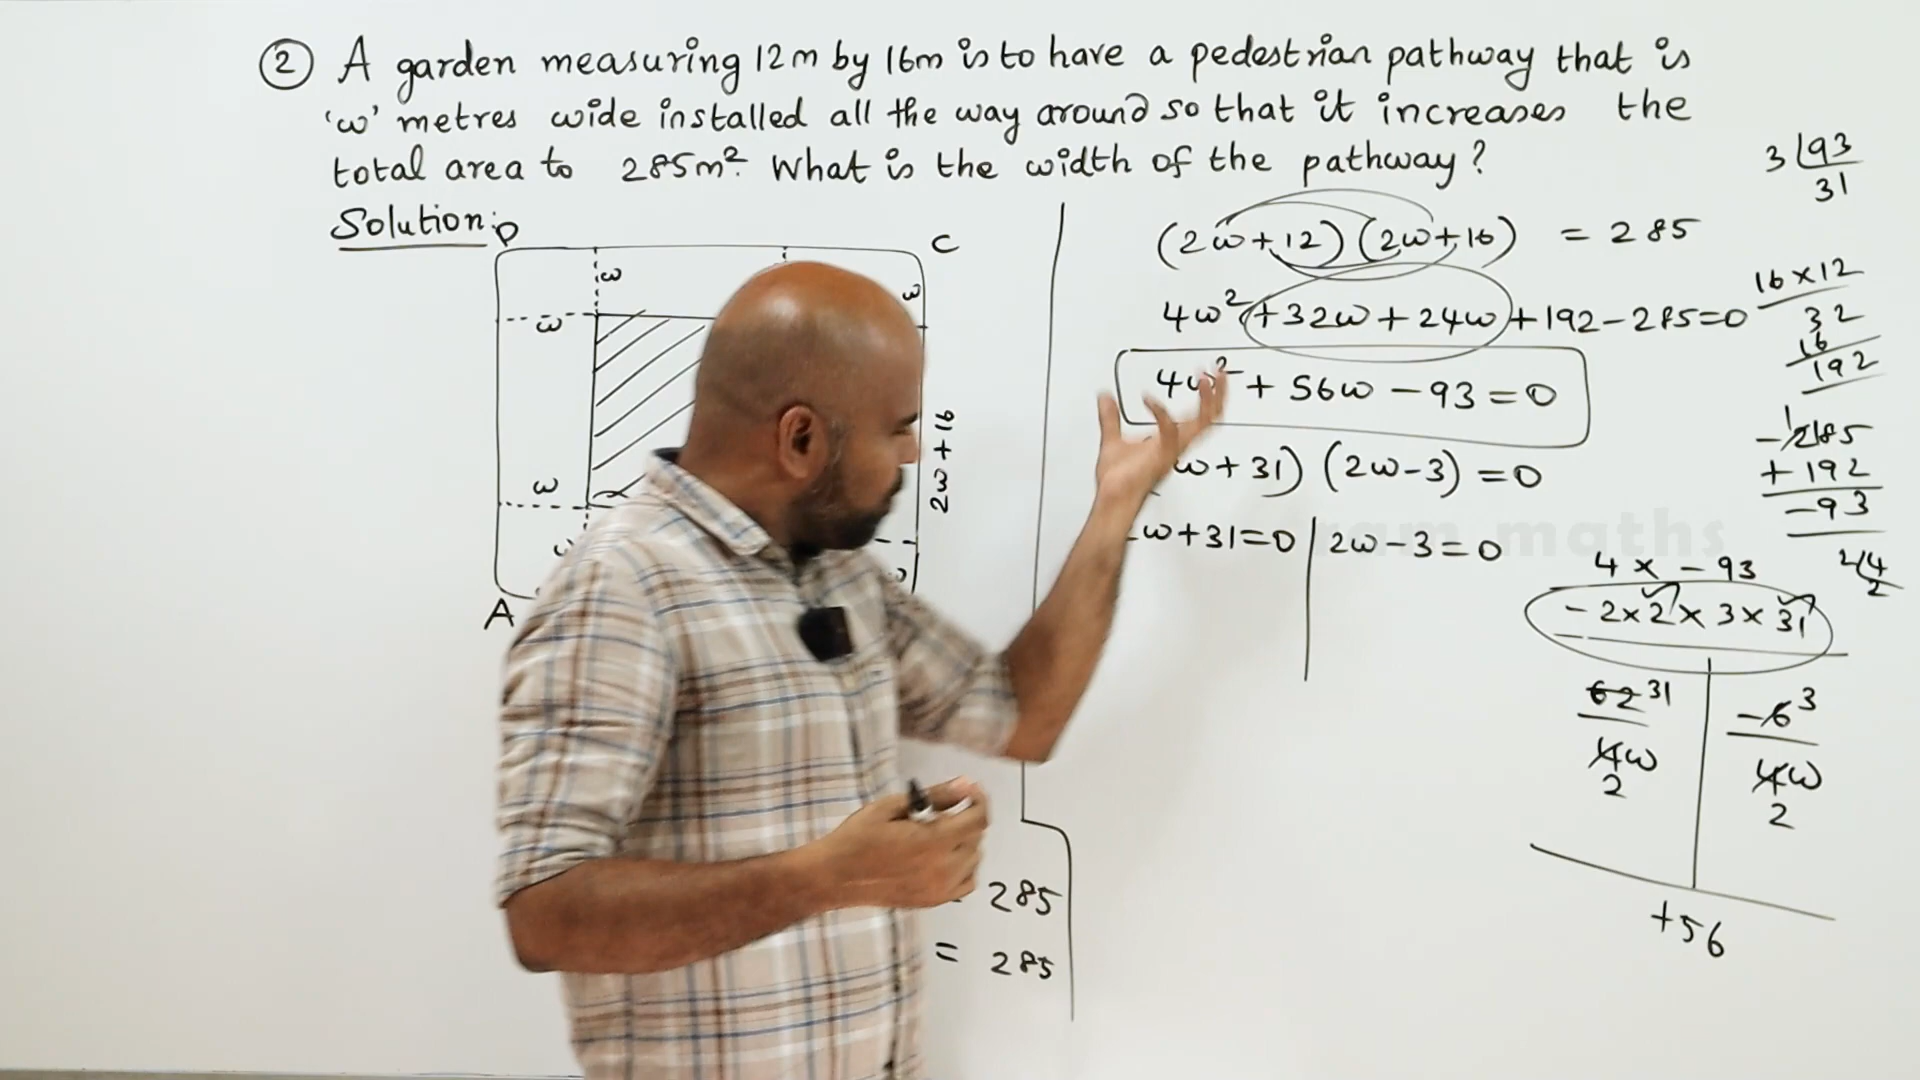 ② A garden measuring 12m by 16m is to have a pedestrian pathway that is
'w' metres wide installed all the way around so that it increases the
total area to 285m². What is the width of the pathway?
Solution:
D
C
w
w
w
w
w
A
2w+16
285
= 285
(2w+12) (2w+16) = 285
4w² +32w + 24w +192-285=0
4w² + 56w - 93 = 0
w+31) (2w-3) = 0
w+31=0 | 2w-3=0
3 93
31
16 x 12
32
16
192
-285
+ 192
-93
2 4
2
4 x - 93
- 2x2 x 3 x 31
62 31
4w
2
-6 3
4w
2
+56
maths